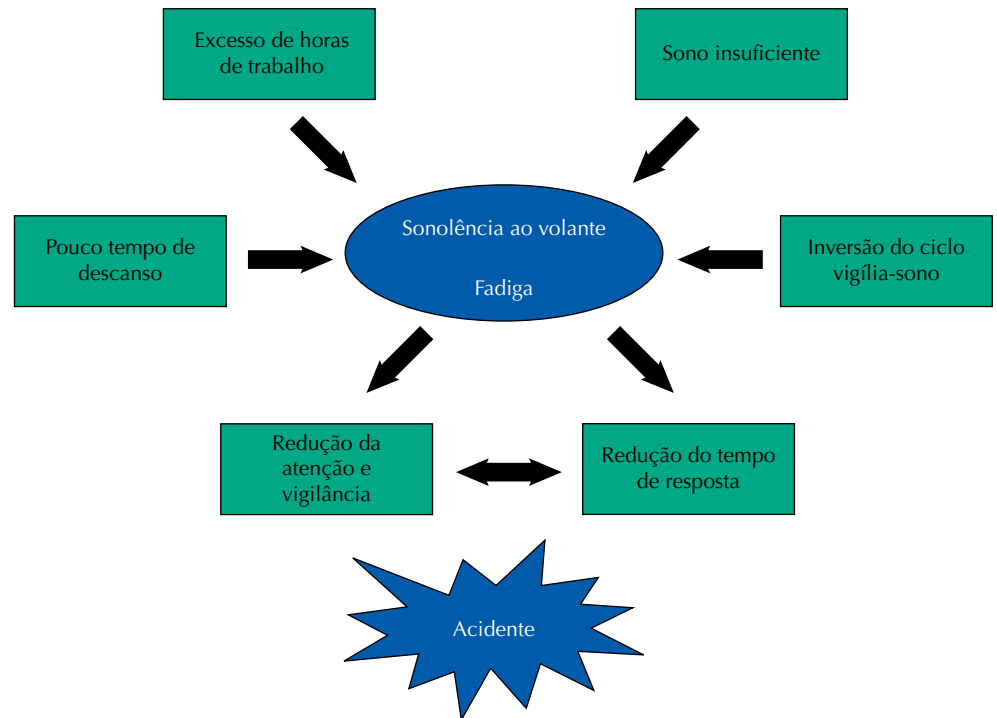 Excesso de horas
de trabalho
Sono insuficiente
Pouco tempo de
descanso
Sonolência ao volante
Fadiga
Inversão do ciclo
vigília-sono
Redução da
atenção e
vigilância
Redução do tempo
de resposta
Acidente